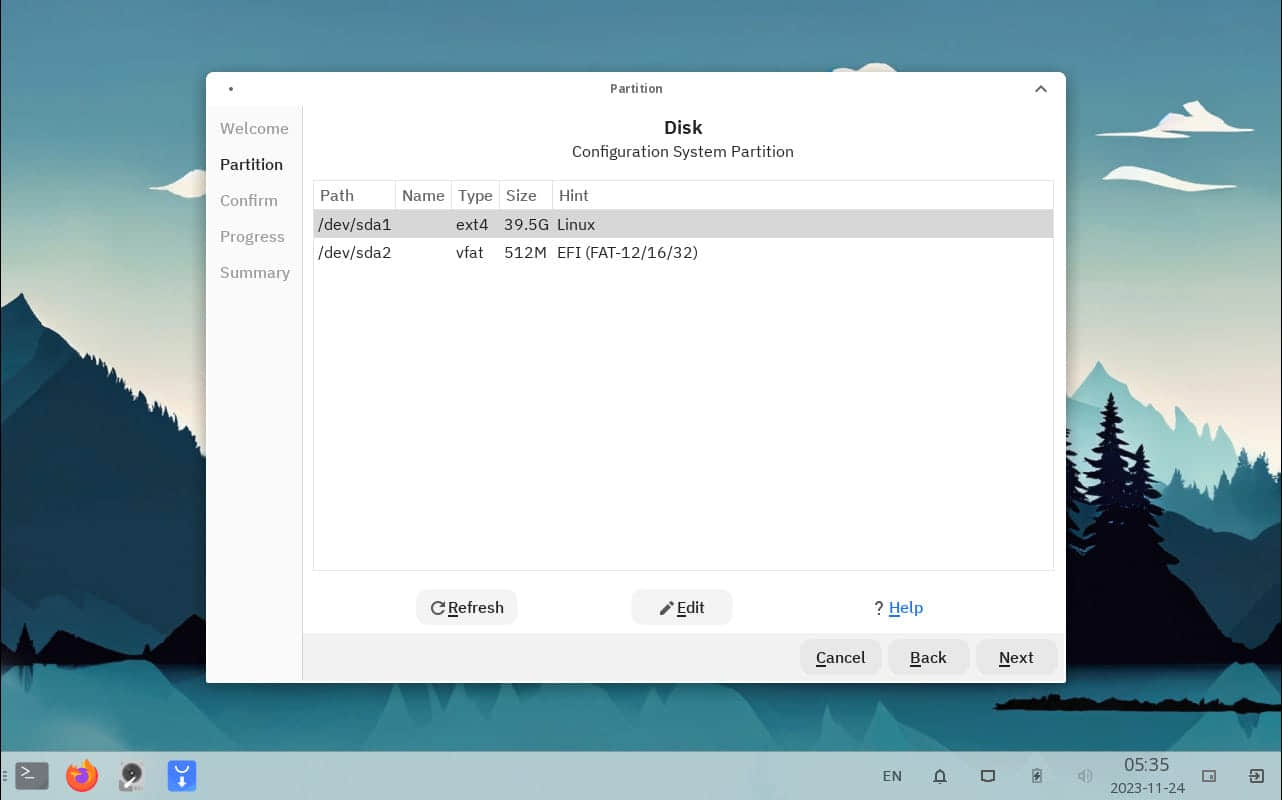 Partition
Welcome
Partition
Confirm
Progress
Summary
Disk
Configuration System Partition
Path Name Type Size Hint
/dev/sda1 ext4 39.5G Linux
/dev/sda2 vfat 512M EFI (FAT-12/16/32)
Refresh Edit ? Help
Cancel Back Next
EN
05:35
2023-11-24